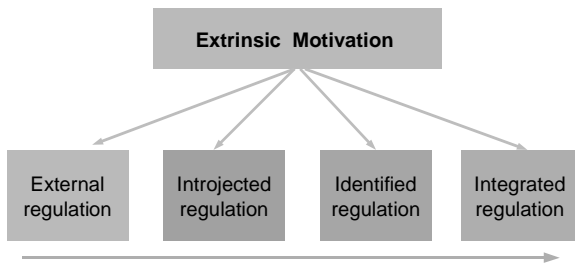 Extrinsic Motivation
External
regulation
Introjected
regulation
Identified
regulation
Integrated
regulation